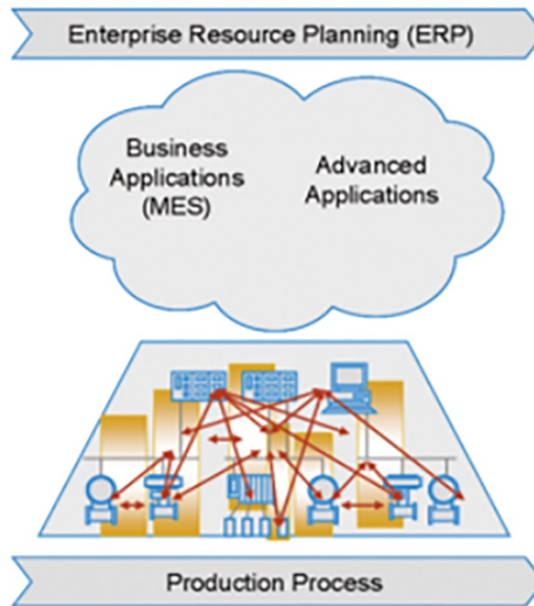 Enterprise Resource Planning (ERP)
Business
Applications
(MES)
Advanced
Applications
Production Process